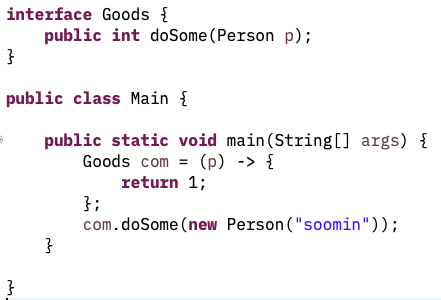 interface Goods {
    public int doSome(Person p);
}

public class Main {

    public static void main(String[] args) {
        Goods com = (p) -> {
            return 1;
        };
        com.doSome(new Person("soomin"));
    }

}